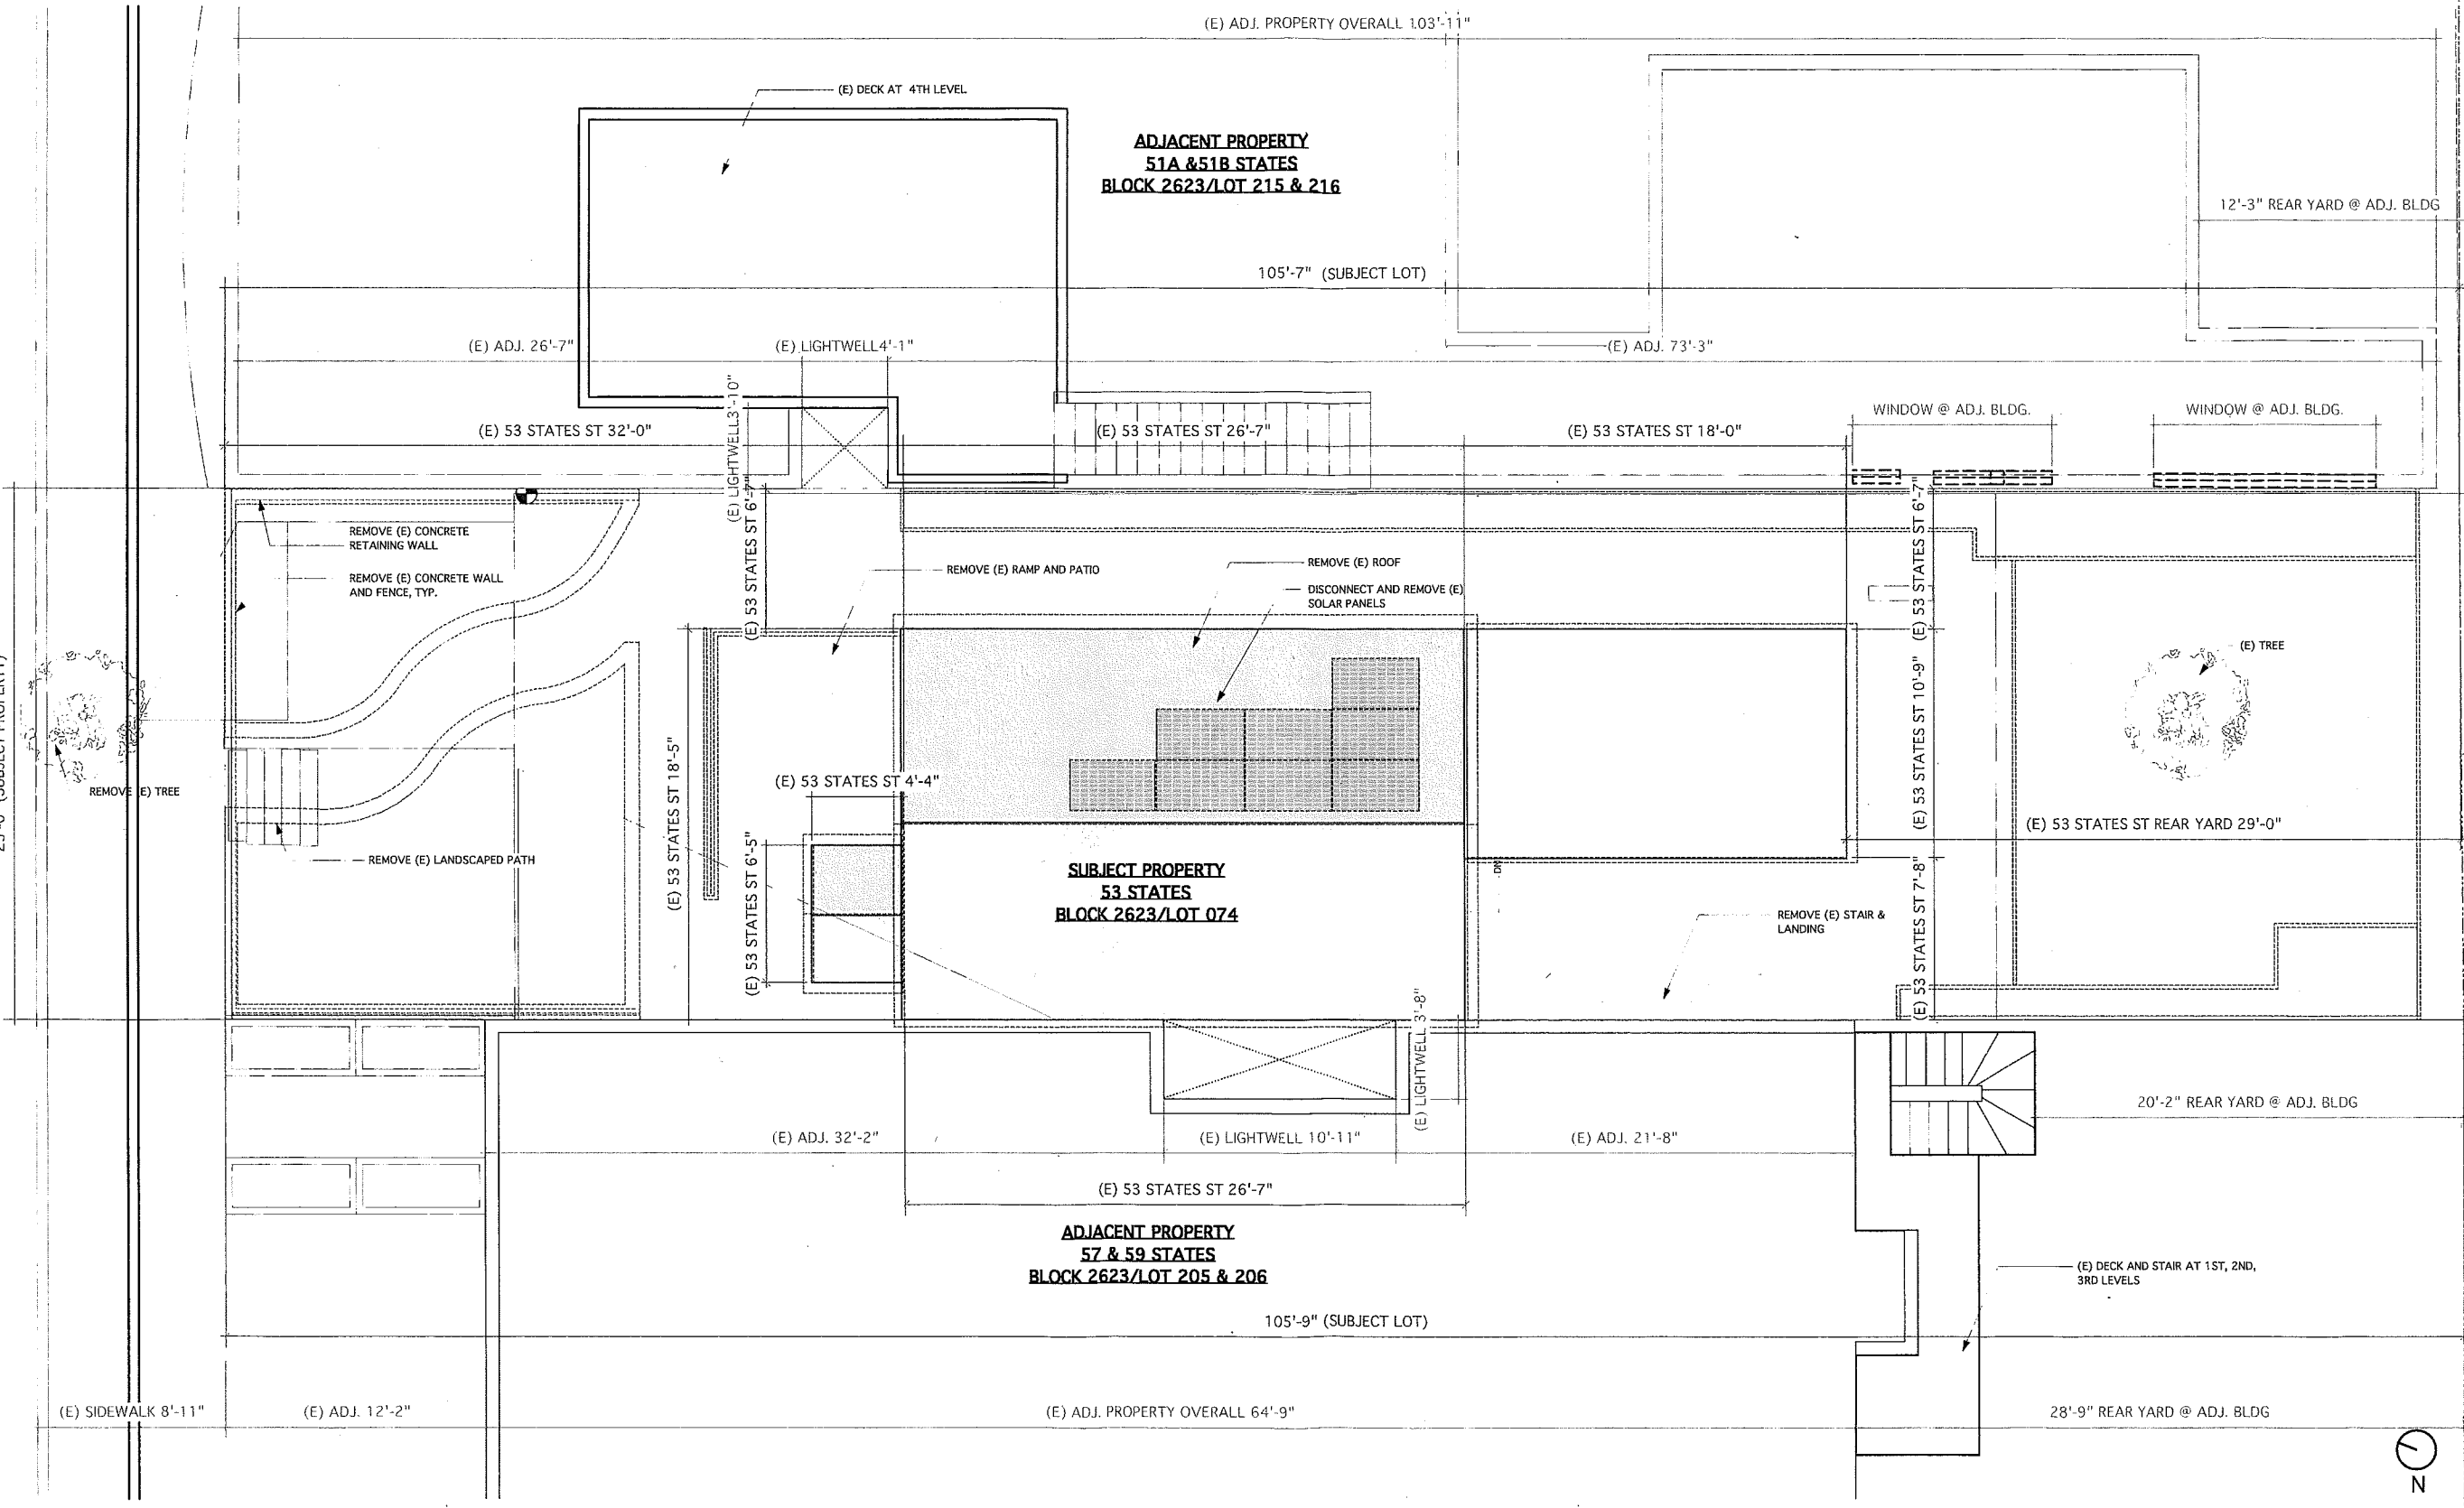 (E) ADJ. PROPERTY OVERALL 103'-11"
(E) DECK AT 4TH LEVEL
ADJACENT PROPERTY
51A &51B STATES
BLOCK 2623/LOT 215 & 216
12'-3" REAR YARD @ ADJ. BLDG
105'-7" (SUBJECT LOT)
(E) ADJ. 26'-7"
(E) LIGHTWELL4'-1"
(E) ADJ. 73'-3"
(E) LIGHTWELL3'-10"
WINDOW @ ADJ. BLDG.
WINDOW @ ADJ. BLDG.
(E) 53 STATES ST 32'-0"
(E) 53 STATES ST 26'-7"
(E) 53 STATES ST 18'-0"
(E) 53 STATES ST 6'-7"
(E) 53 STATES ST 6'-7"
REMOVE (E) CONCRETE
RETAINING WALL
REMOVE (E) CONCRETE WALL
AND FENCE, TYP.
REMOVE (E) RAMP AND PATIO
REMOVE (E) ROOF
DISCONNECT AND REMOVE (E)
SOLAR PANELS
(E) TREE
(E) 53 STATES ST 10'-9"
(E) 53 STATES ST 18'-5"
(E) 53 STATES ST 4'-4"
REMOVE (E) TREE
(E) 53 STATES ST REAR YARD 29'-0"
REMOVE (E) LANDSCAPED PATH
(E) 53 STATES ST 6'-5"
SUBJECT PROPERTY
53 STATES
BLOCK 2623/LOT 074
DN
REMOVE (E) STAIR &
LANDING
(E) 53 STATES ST 7'-8"
(E) LIGHTWELL 3'-8"
20'-2" REAR YARD @ ADJ. BLDG
(E) ADJ. 32'-2"
(E) LIGHTWELL 10'-11"
(E) ADJ. 21'-8"
(E) 53 STATES ST 26'-7"
ADJACENT PROPERTY
57 & 59 STATES
BLOCK 2623/LOT 205 & 206
(E) DECK AND STAIR AT 1ST, 2ND,
3RD LEVELS
105'-9" (SUBJECT LOT)
(E) SIDEWALK 8'-11"
(E) ADJ. 12'-2"
(E) ADJ. PROPERTY OVERALL 64'-9"
28'-9" REAR YARD @ ADJ. BLDG
N